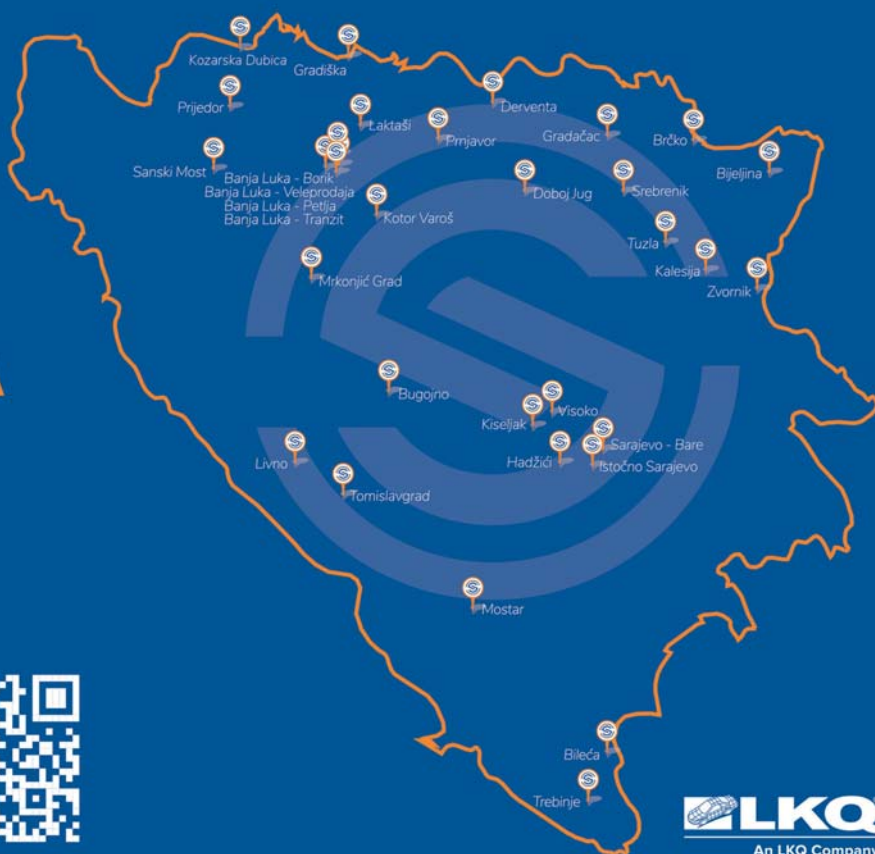 Kozarska Dubica
Gradiška
Prijedor
Derventa
Laktaši
Prnjavor
Gradačac
Brčko
Sanski Most
Banja Luka - Borik
Banja Luka - Veleprodaja
Banja Luka - Petlja
Banja Luka - Tranzit
Kotor Varoš
Doboj Jug
Srebrenik
Bijeljina
Tuzla
Kalesija
Zvornik
Mrkonjić Grad
Bugojno
Visoko
Kiseljak
Sarajevo - Bare
Hadžići
Istočno Sarajevo
Livno
Tomislavgrad
Mostar
Bileća
Trebinje
LKQ
An LKQ Company